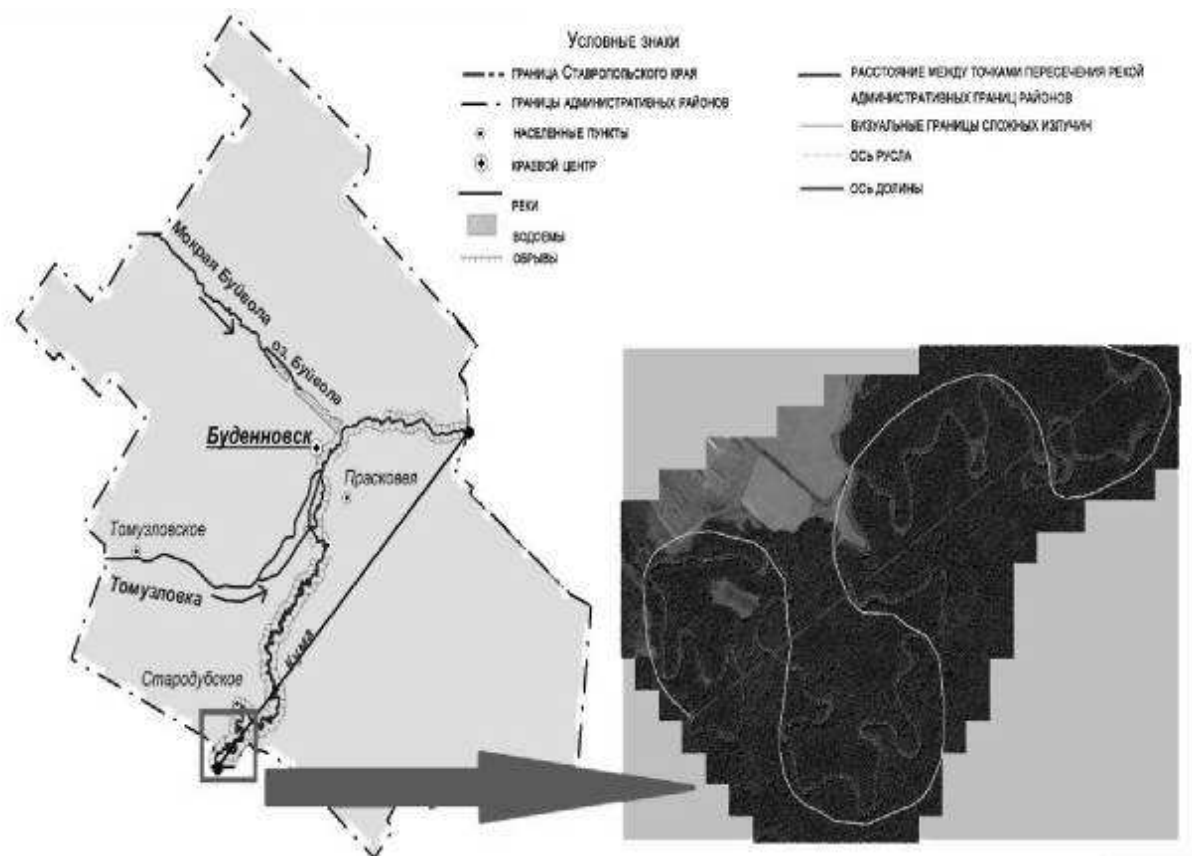 Условные знаки
граница Ставропольского края
границы административных районов
населенные пункты
краевой центр
реки
водоемы
обрывы
расстояние между точками пересечения рекой
административных границ районов
визуальные границы сложных излучин
ось русла
ось долины
Мокрая Буйвола
оз. Буйвола
Буденновск
Прасковея
Томузловское
Томузловка
Кума
Стародубское